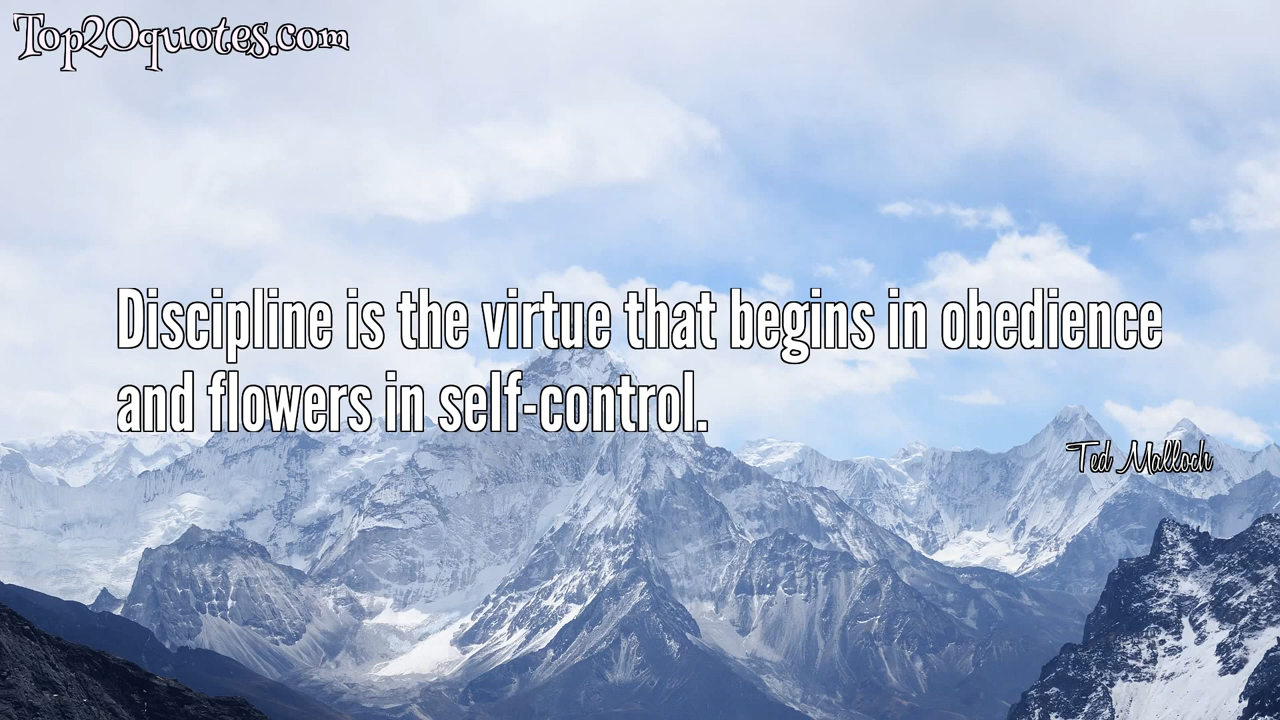 Top20quotes.com
Discipline is the virtue that begins in obedience
and flowers in self-control.
Ted Malloch